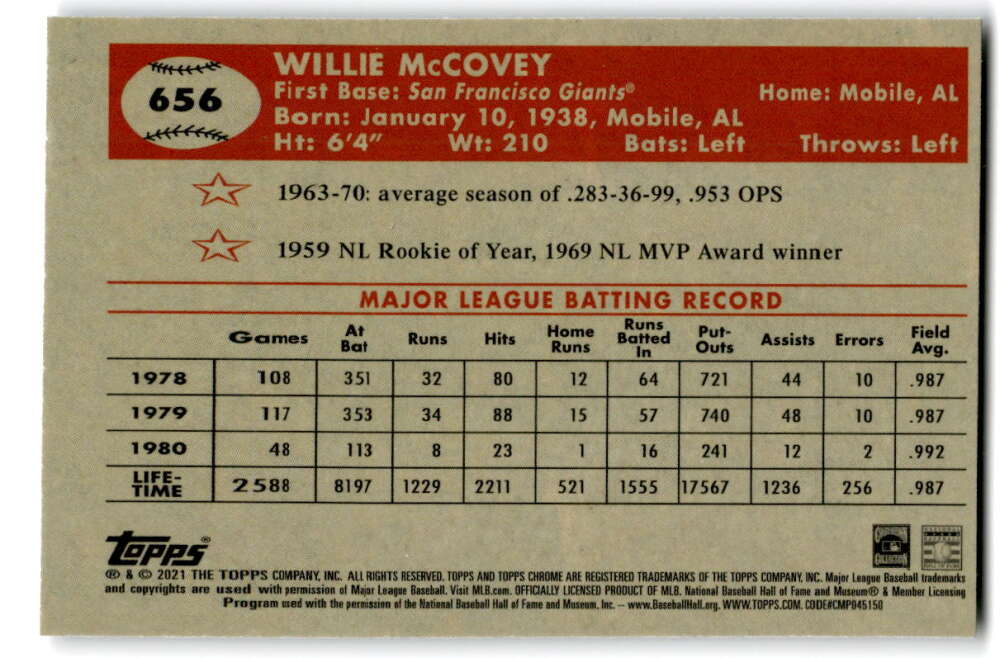 656
WILLIE McCOVEY
First Base: San Francisco Giants® Home: Mobile, AL
Born: January 10, 1938, Mobile, AL
Ht: 6'4" Wt: 210 Bats: Left Throws: Left
1963-70: average season of .283-36-99, .953 OPS
1959 NL Rookie of Year, 1969 NL MVP Award winner
MAJOR LEAGUE BATTING RECORD
Games At Bat Runs Hits Home Runs Runs Batted In Put-Outs Assists Errors Field Avg.
1978 108 351 32 80 12 64 721 44 10 .987
1979 117 353 34 88 15 57 740 48 10 .987
1980 48 113 8 23 1 16 241 12 2 .992
LIFE-TIME 2588 8197 1229 2211 521 1555 17567 1236 256 .987
Topps®
® & © 2021 THE TOPPS COMPANY, INC. ALL RIGHTS RESERVED. TOPPS AND TOPPS CHROME ARE REGISTERED TRADEMARKS OF THE TOPPS COMPANY, INC. Major League Baseball trademarks
and copyrights are used with permission of Major League Baseball. Visit MLB.com. OFFICIALLY LICENSED PRODUCT OF MLB. National Baseball Hall of Fame and Museum® & Member Licensing
Program used with the permission of the National Baseball Hall of Fame and Museum, Inc. – www.BaseballHall.org. WWW.TOPPS.COM. CODE#CMP045150